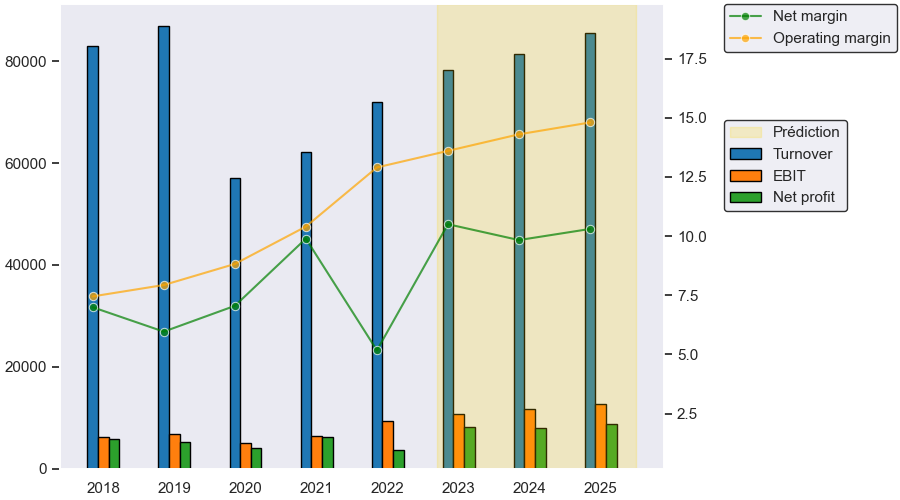 80000
60000
40000
20000
0
17.5
15.0
12.5
10.0
7.5
5.0
2.5
2018 2019 2020 2021 2022 2023 2024 2025
Net margin
Operating margin
Prédiction
Turnover
EBIT
Net profit